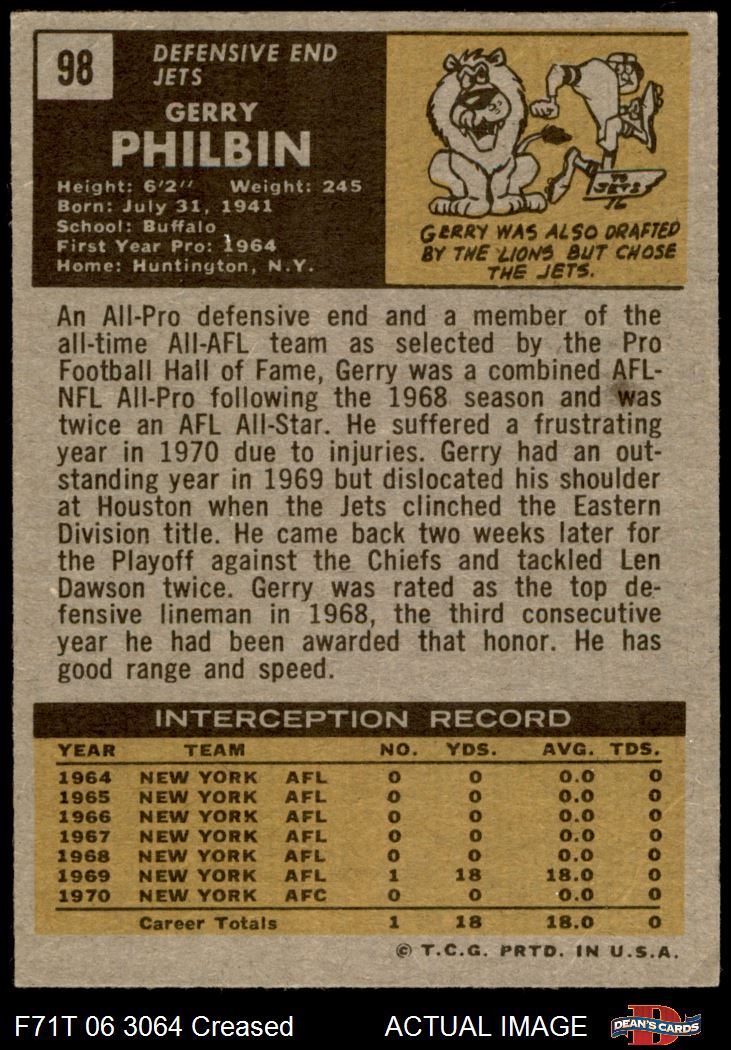 98
DEFENSIVE END
JETS
GERRY
PHILBIN
Height: 6'2" Weight: 245
Born: July 31, 1941
School: Buffalo
First Year Pro: 1964
Home: Huntington, N.Y.
TO
JETS
GERRY WAS ALSO DRAFTED
BY THE LIONS BUT CHOSE
THE JETS.
An All-Pro defensive end and a member of the
all-time All-AFL team as selected by the Pro
Football Hall of Fame, Gerry was a combined AFL-
NFL All-Pro following the 1968 season and was
twice an AFL All-Star. He suffered a frustrating
year in 1970 due to injuries. Gerry had an out-
standing year in 1969 but dislocated his shoulder
at Houston when the Jets clinched the Eastern
Division title. He came back two weeks later for
the Playoff against the Chiefs and tackled Len
Dawson twice. Gerry was rated as the top de-
fensive lineman in 1968, the third consecutive
year he had been awarded that honor. He has
good range and speed.
INTERCEPTION RECORD
YEAR TEAM NO. YDS. AVG. TDS.
1964 NEW YORK AFL 0 0 0.0 0
1965 NEW YORK AFL 0 0 0.0 0
1966 NEW YORK AFL 0 0 0.0 0
1967 NEW YORK AFL 0 0 0.0 0
1968 NEW YORK AFL 0 0 0.0 0
1969 NEW YORK AFL 1 18 18.0 0
1970 NEW YORK AFC 0 0 0.0 0
Career Totals 1 18 18.0 0
© T.C.G. PRTD. IN U.S.A.
F71T 06 3064 Creased ACTUAL IMAGE
D
DEAN'S CARDS